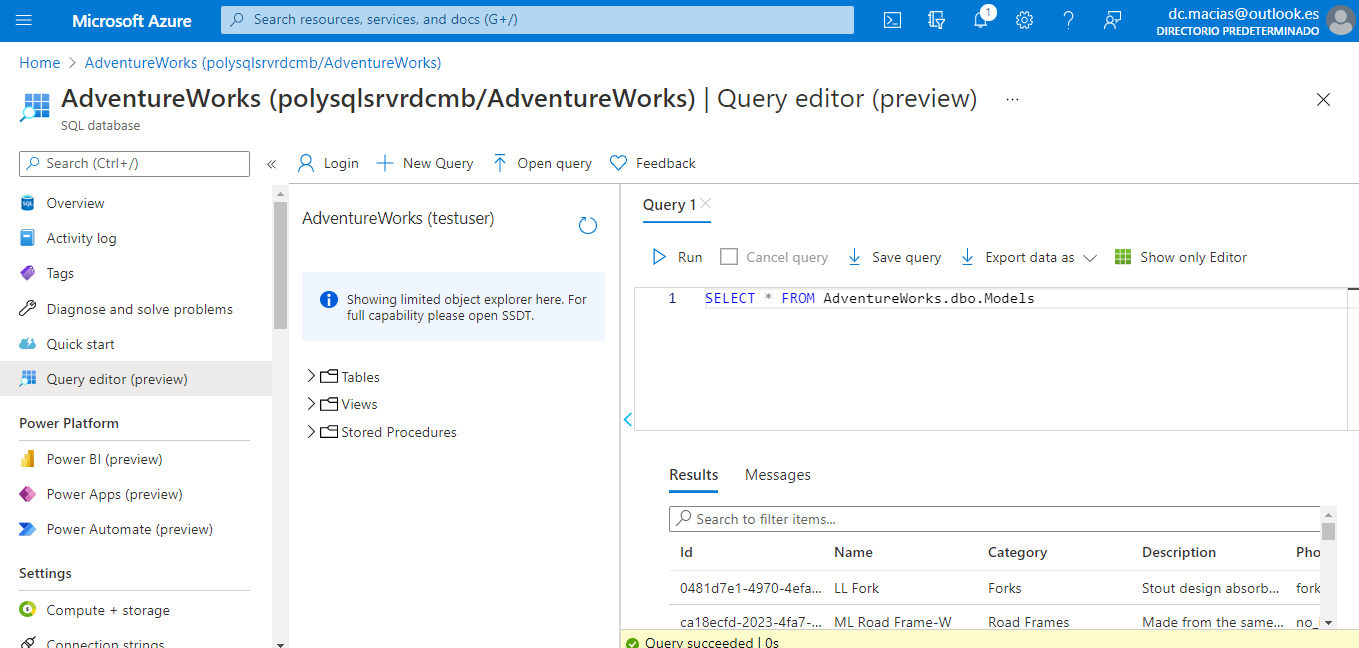 Microsoft Azure
Search resources, services, and docs (G+/)
1
dc.macias@outlook.es
DIRECTORIO PREDETERMINADO
Home > AdventureWorks (polysqlsrvrdcmb/AdventureWorks)
AdventureWorks (polysqlsrvrdcmb/AdventureWorks) | Query editor (preview) ...
SQL database
Search (Ctrl+/)
«
Login
New Query
Open query
Feedback
Overview
Activity log
Tags
Diagnose and solve problems
Quick start
Query editor (preview)
Power Platform
Power BI (preview)
Power Apps (preview)
Power Automate (preview)
Settings
Compute + storage
Connection strings
AdventureWorks (testuser)
Showing limited object explorer here. For
full capability please open SSDT.
Tables
Views
Stored Procedures
Query 1
Run
Cancel query
Save query
Export data as
Show only Editor
1 SELECT * FROM AdventureWorks.dbo.Models
Results Messages
Search to filter items...
Id Name Category Description Pho
0481d7e1-4970-4efa... LL Fork Forks Stout design absorb... fork
ca18ecfd-2023-4fa7-... ML Road Frame-W Road Frames Made from the same... no_i
Query succeeded | 0s